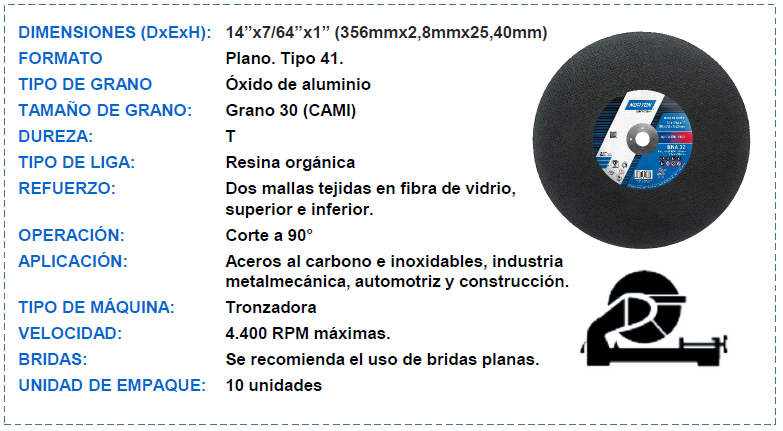 DIMENSIONES (DxExH): 14”x7/64”x1” (356mmx2,8mmx25,40mm)
FORMATO Plano. Tipo 41.
TIPO DE GRANO Óxido de aluminio
TAMAÑO DE GRANO: Grano 30 (CAMI)
DUREZA: T
TIPO DE LIGA: Resina orgánica
REFUERZO: Dos mallas tejidas en fibra de vidrio,
superior e inferior.
OPERACIÓN: Corte a 90°
APLICACIÓN: Aceros al carbono e inoxidables, industria
metalmecánica, automotriz y construcción.
TIPO DE MÁQUINA: Tronzadora
VELOCIDAD: 4.400 RPM máximas.
BRIDAS: Se recomienda el uso de bridas planas.
UNIDAD DE EMPAQUE: 10 unidades
NORTON
BNA 32